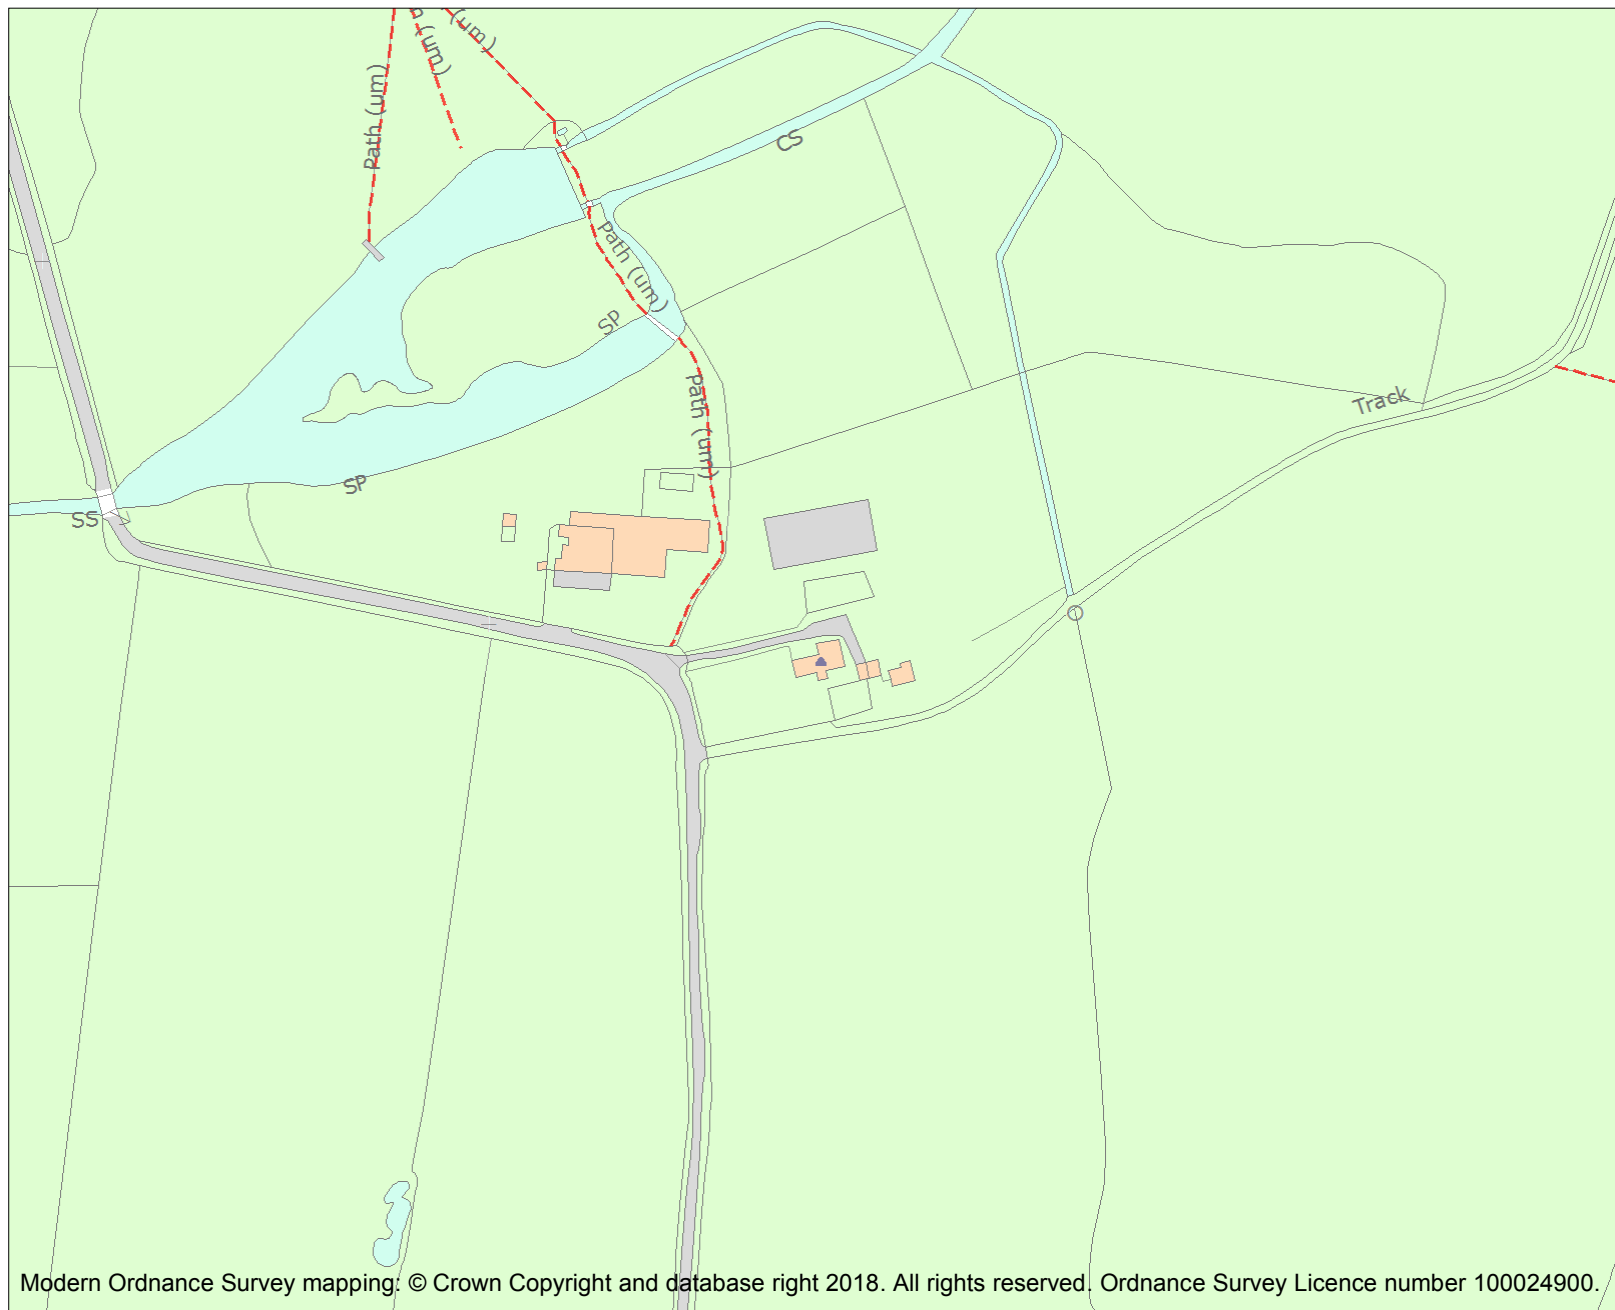 (um)
(um)
Path (um)
CS
Path (um)
SP
Path (um)
Track
SP
SS
Modern Ordnance Survey mapping: © Crown Copyright and database right 2018. All rights reserved. Ordnance Survey Licence number 100024900.